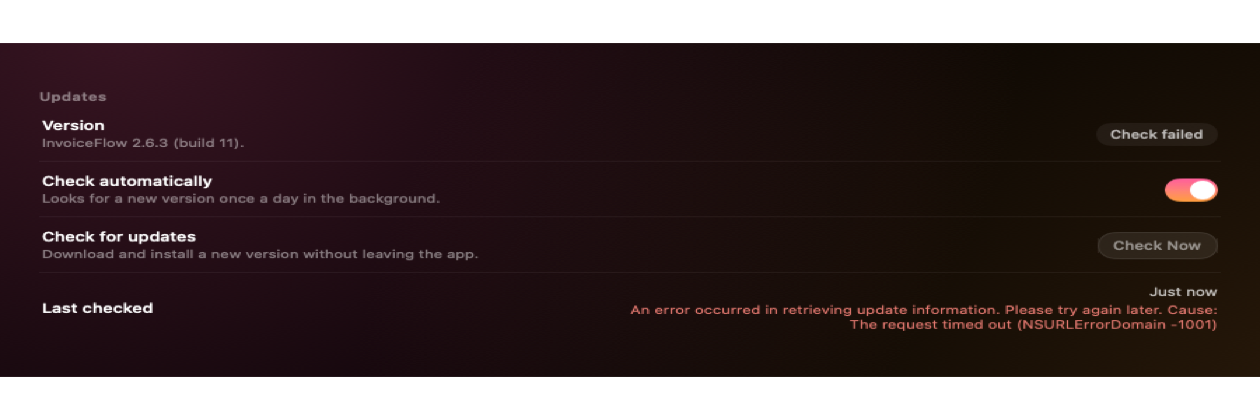 Updates
Version
InvoiceFlow 2.6.3 (build 11).
Check failed
Check automatically
Looks for a new version once a day in the background.
Check for updates
Download and install a new version without leaving the app.
Check Now
Last checked
Just now
An error occurred in retrieving update information. Please try again later. Cause:
The request timed out (NSURLErrorDomain -1001)